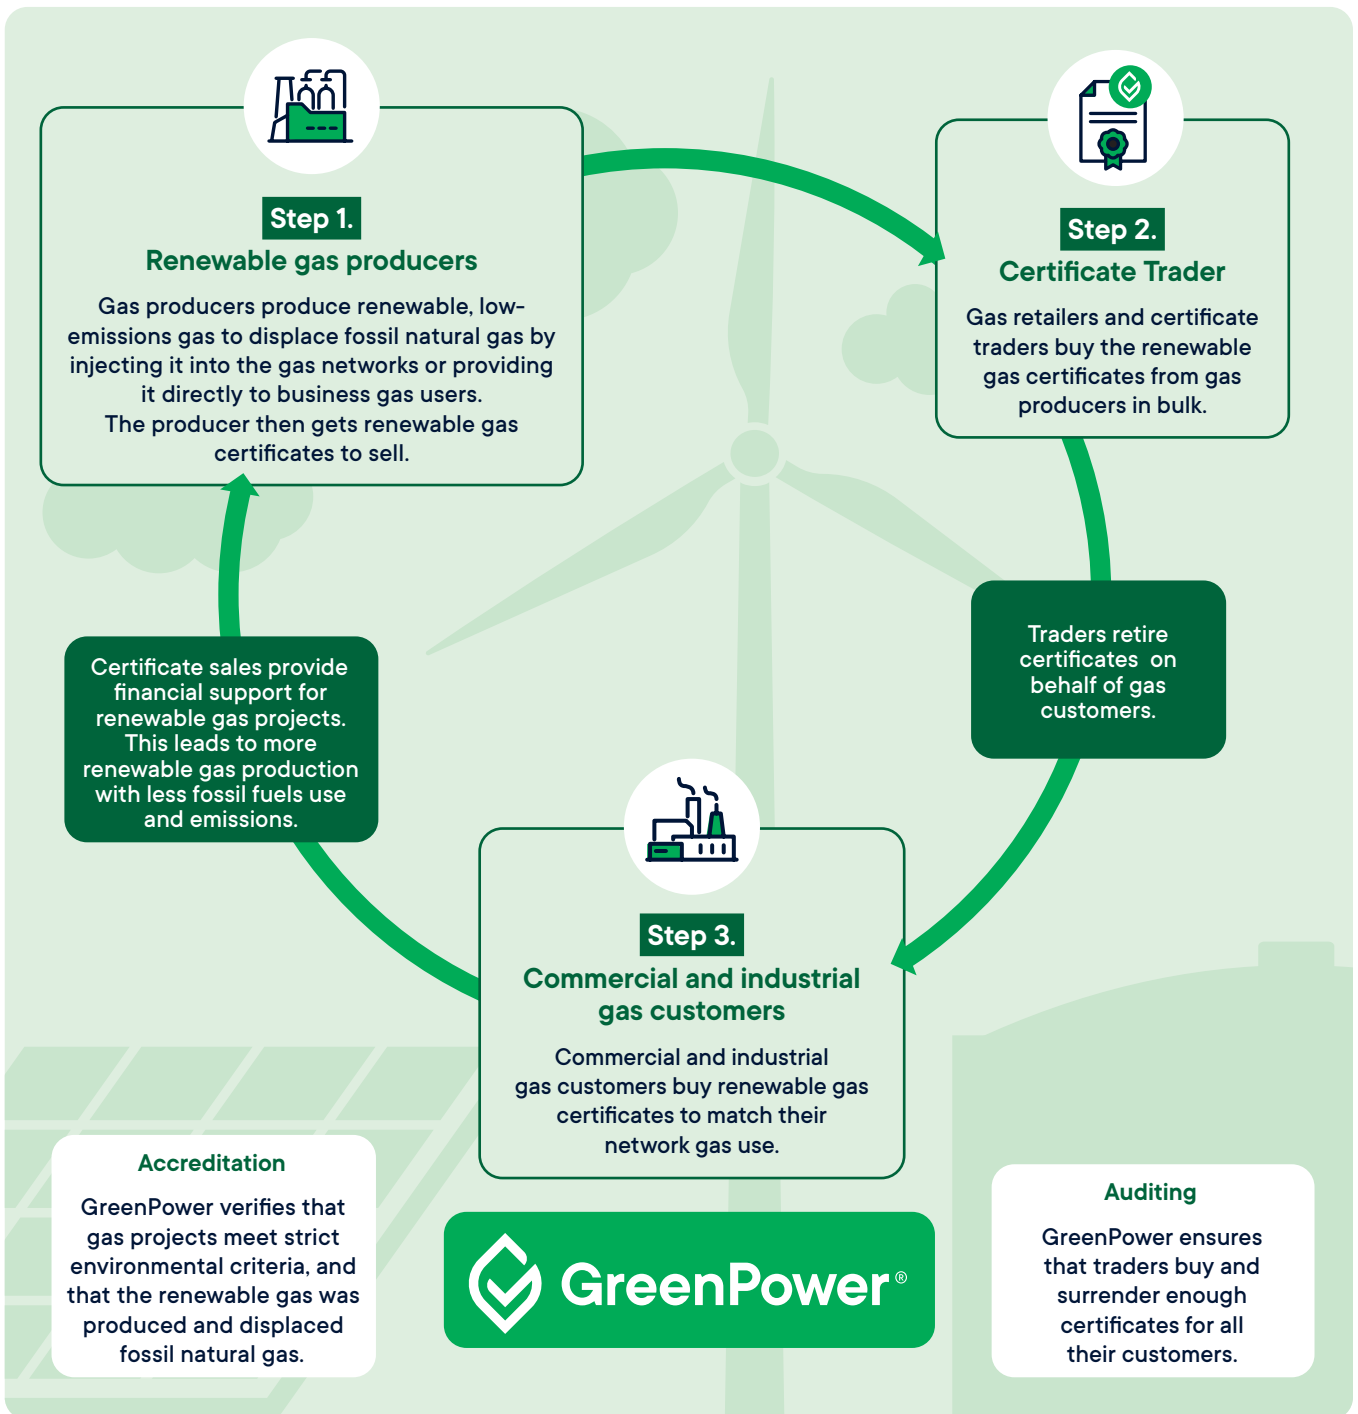 Step 1.
Renewable gas producers
Gas producers produce renewable, low-
emissions gas to displace fossil natural gas by
injecting it into the gas networks or providing
it directly to business gas users.
The producer then gets renewable gas
certificates to sell.
Step 2.
Certificate Trader
Gas retailers and certificate
traders buy the renewable
gas certificates from gas
producers in bulk.
Traders retire
certificates on
behalf of gas
customers.
Step 3.
Commercial and industrial
gas customers
Commercial and industrial
gas customers buy renewable gas
certificates to match their
network gas use.
Certificate sales provide
financial support for
renewable gas projects.
This leads to more
renewable gas production
with less fossil fuels use
and emissions.
Accreditation
GreenPower verifies that
gas projects meet strict
environmental criteria, and
that the renewable gas was
produced and displaced
fossil natural gas.
GreenPower®
Auditing
GreenPower ensures
that traders buy and
surrender enough
certificates for all
their customers.